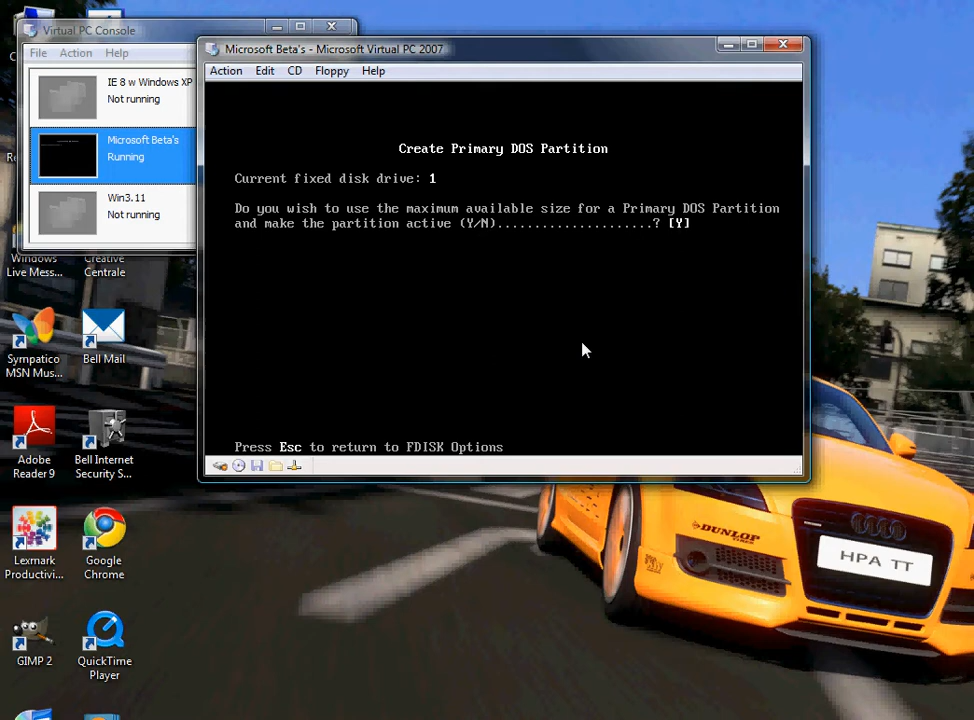 Virtual PC Console
File Action Help
IE 8 w Windows XP
Not running
Microsoft Beta's
Running
Win3.11
Not running
Microsoft Beta's - Microsoft Virtual PC 2007
Action Edit CD Floppy Help
Create Primary DOS Partition
Current fixed disk drive: 1
Do you wish to use the maximum available size for a Primary DOS Partition
and make the partition active (Y/N).....................? [Y]
Press Esc to return to FDISK Options
Windows
Live Mess...
Creative
Centrale
Sympatico
MSN Mus...
Bell Mail
Adobe
Reader 9
Bell Internet
Security S...
Lexmark
Productivi...
Google
Chrome
GIMP 2
QuickTime
Player
DUNLOP
HPA TT